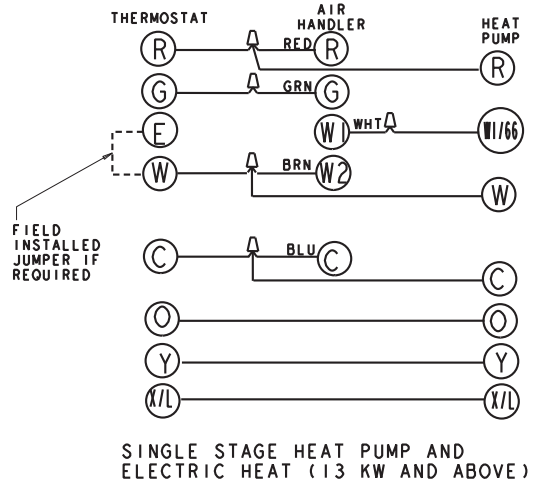 THERMOSTAT
AIR
HANDLER
HEAT
PUMP
R
RED
R
R
G
GRN
G
E
W1
WHT
W1/66
W
BRN
W2
W
FIELD
INSTALLED
JUMPER IF
REQUIRED
C
BLU
C
C
O
O
Y
Y
X/L
X/L
SINGLE STAGE HEAT PUMP AND
ELECTRIC HEAT (13 KW AND ABOVE)